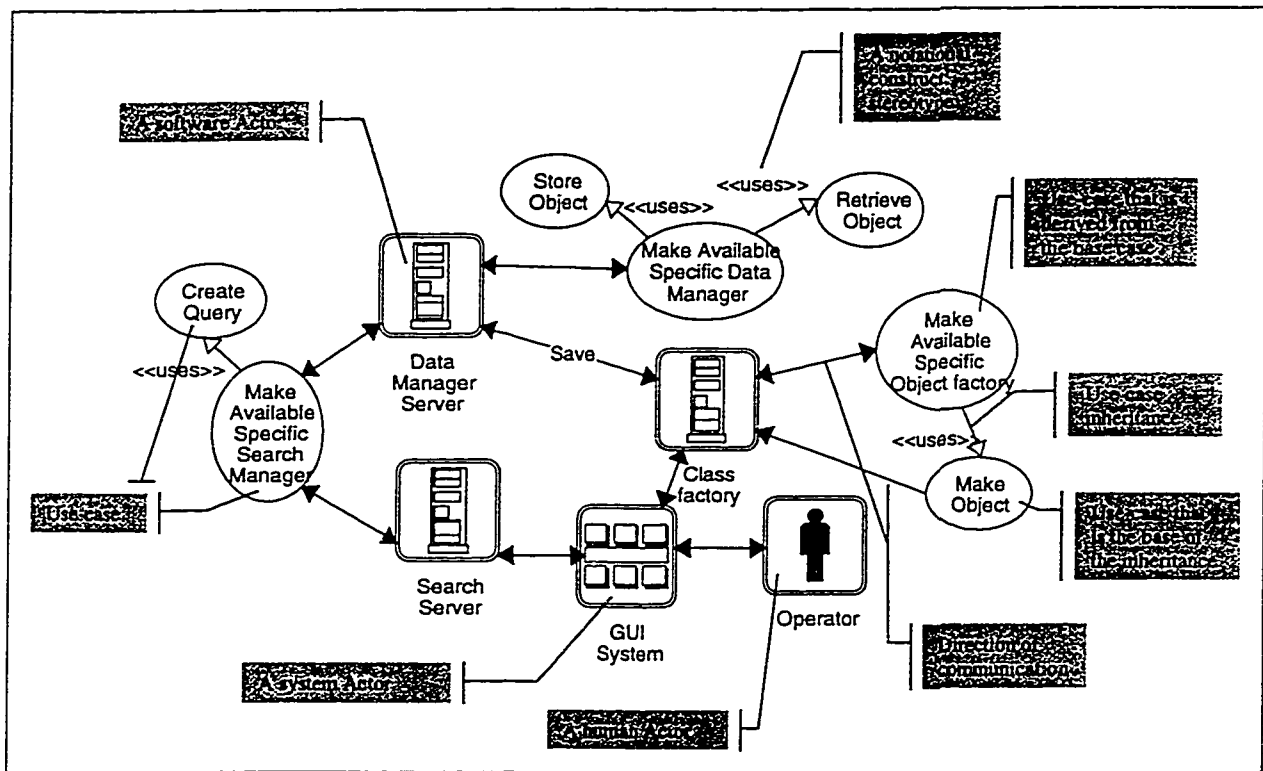 A notational
construct
stereotype
A software Actor
<<uses>>
Store
Object
<<uses>>
Retrieve
Object
Use-case that is
derived from
the base case
Make Available
Specific Data
Manager
Create
Query
Make
Available
Specific
Object factory
Save
Data
Manager
Server
<<uses>>
Make
Available
Specific
Search
Manager
Use-case
inheritance
<<uses>>
Class
factory
Make
Object
Use-case
Use-case that
is the base of
the inheritance
Search
Server
Operator
GUI
System
Direction of
communication
A system Actor
A human Actor